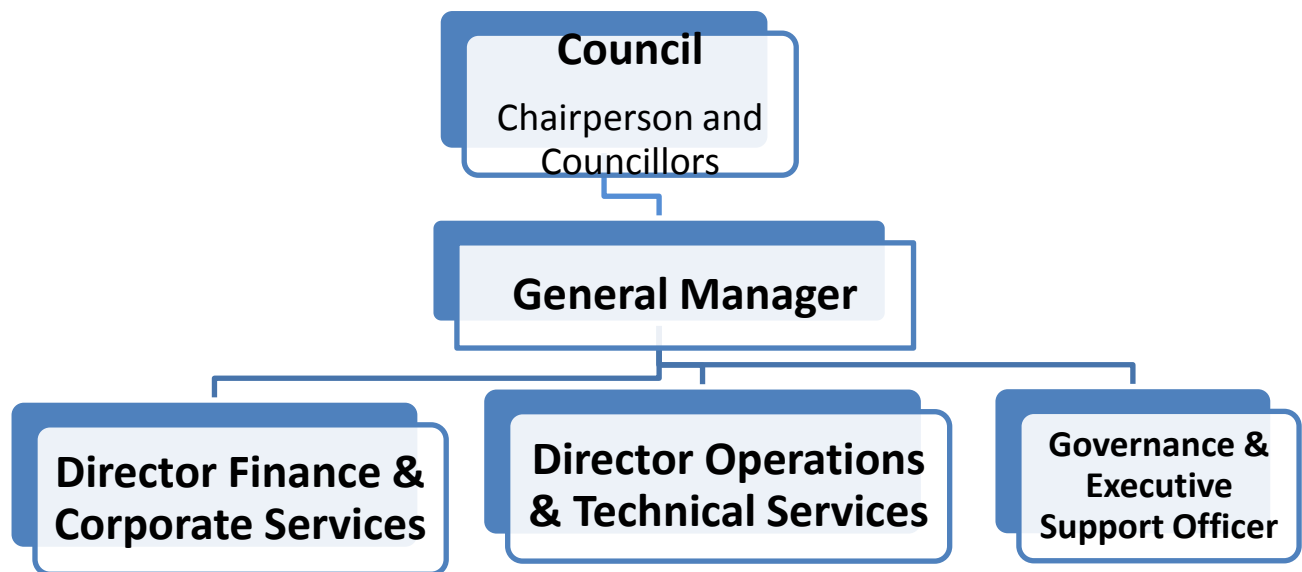 Council
Chairperson and
Councillors
General Manager
Director Finance &
Corporate Services
Director Operations
& Technical Services
Governance &
Executive
Support Officer